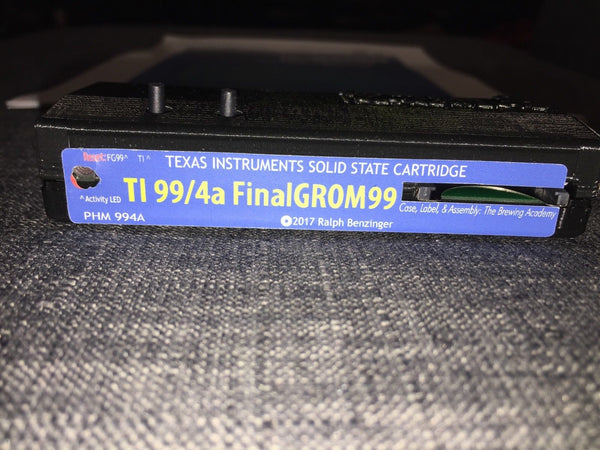 Reset: FG99^ TI ^
TEXAS INSTRUMENTS SOLID STATE CARTRIDGE
TI 99/4a FinalGROM99
^ Activity LED
Case, Label, & Assembly: The Brewing Academy
PHM 994A
©2017 Ralph Benzinger